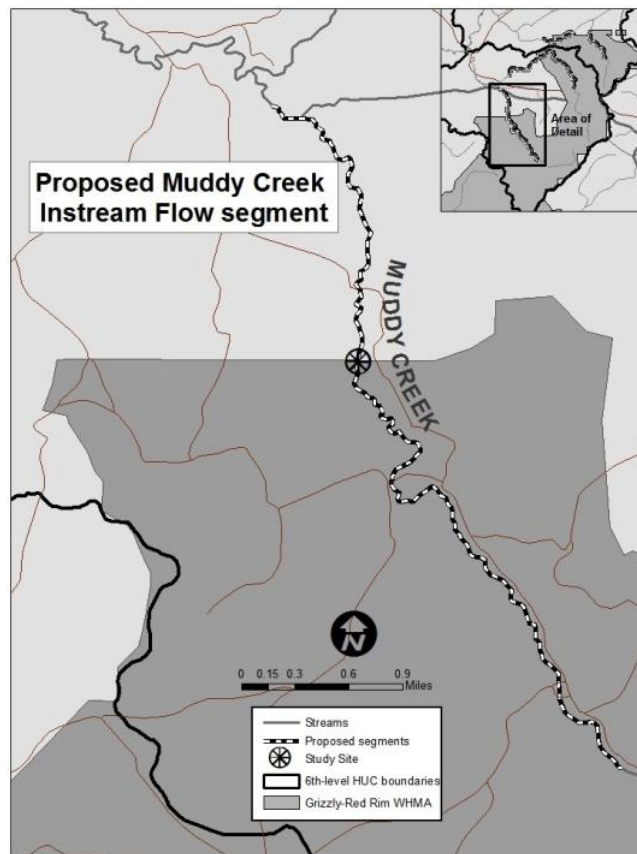 Area of
Detail
Proposed Muddy Creek
Instream Flow segment
MUDDY CREEK
N
0 0.15 0.3 0.6 0.9
Miles
Streams
Proposed segments
Study Site
6th-level HUC boundaries
Grizzly-Red Rim WHMA